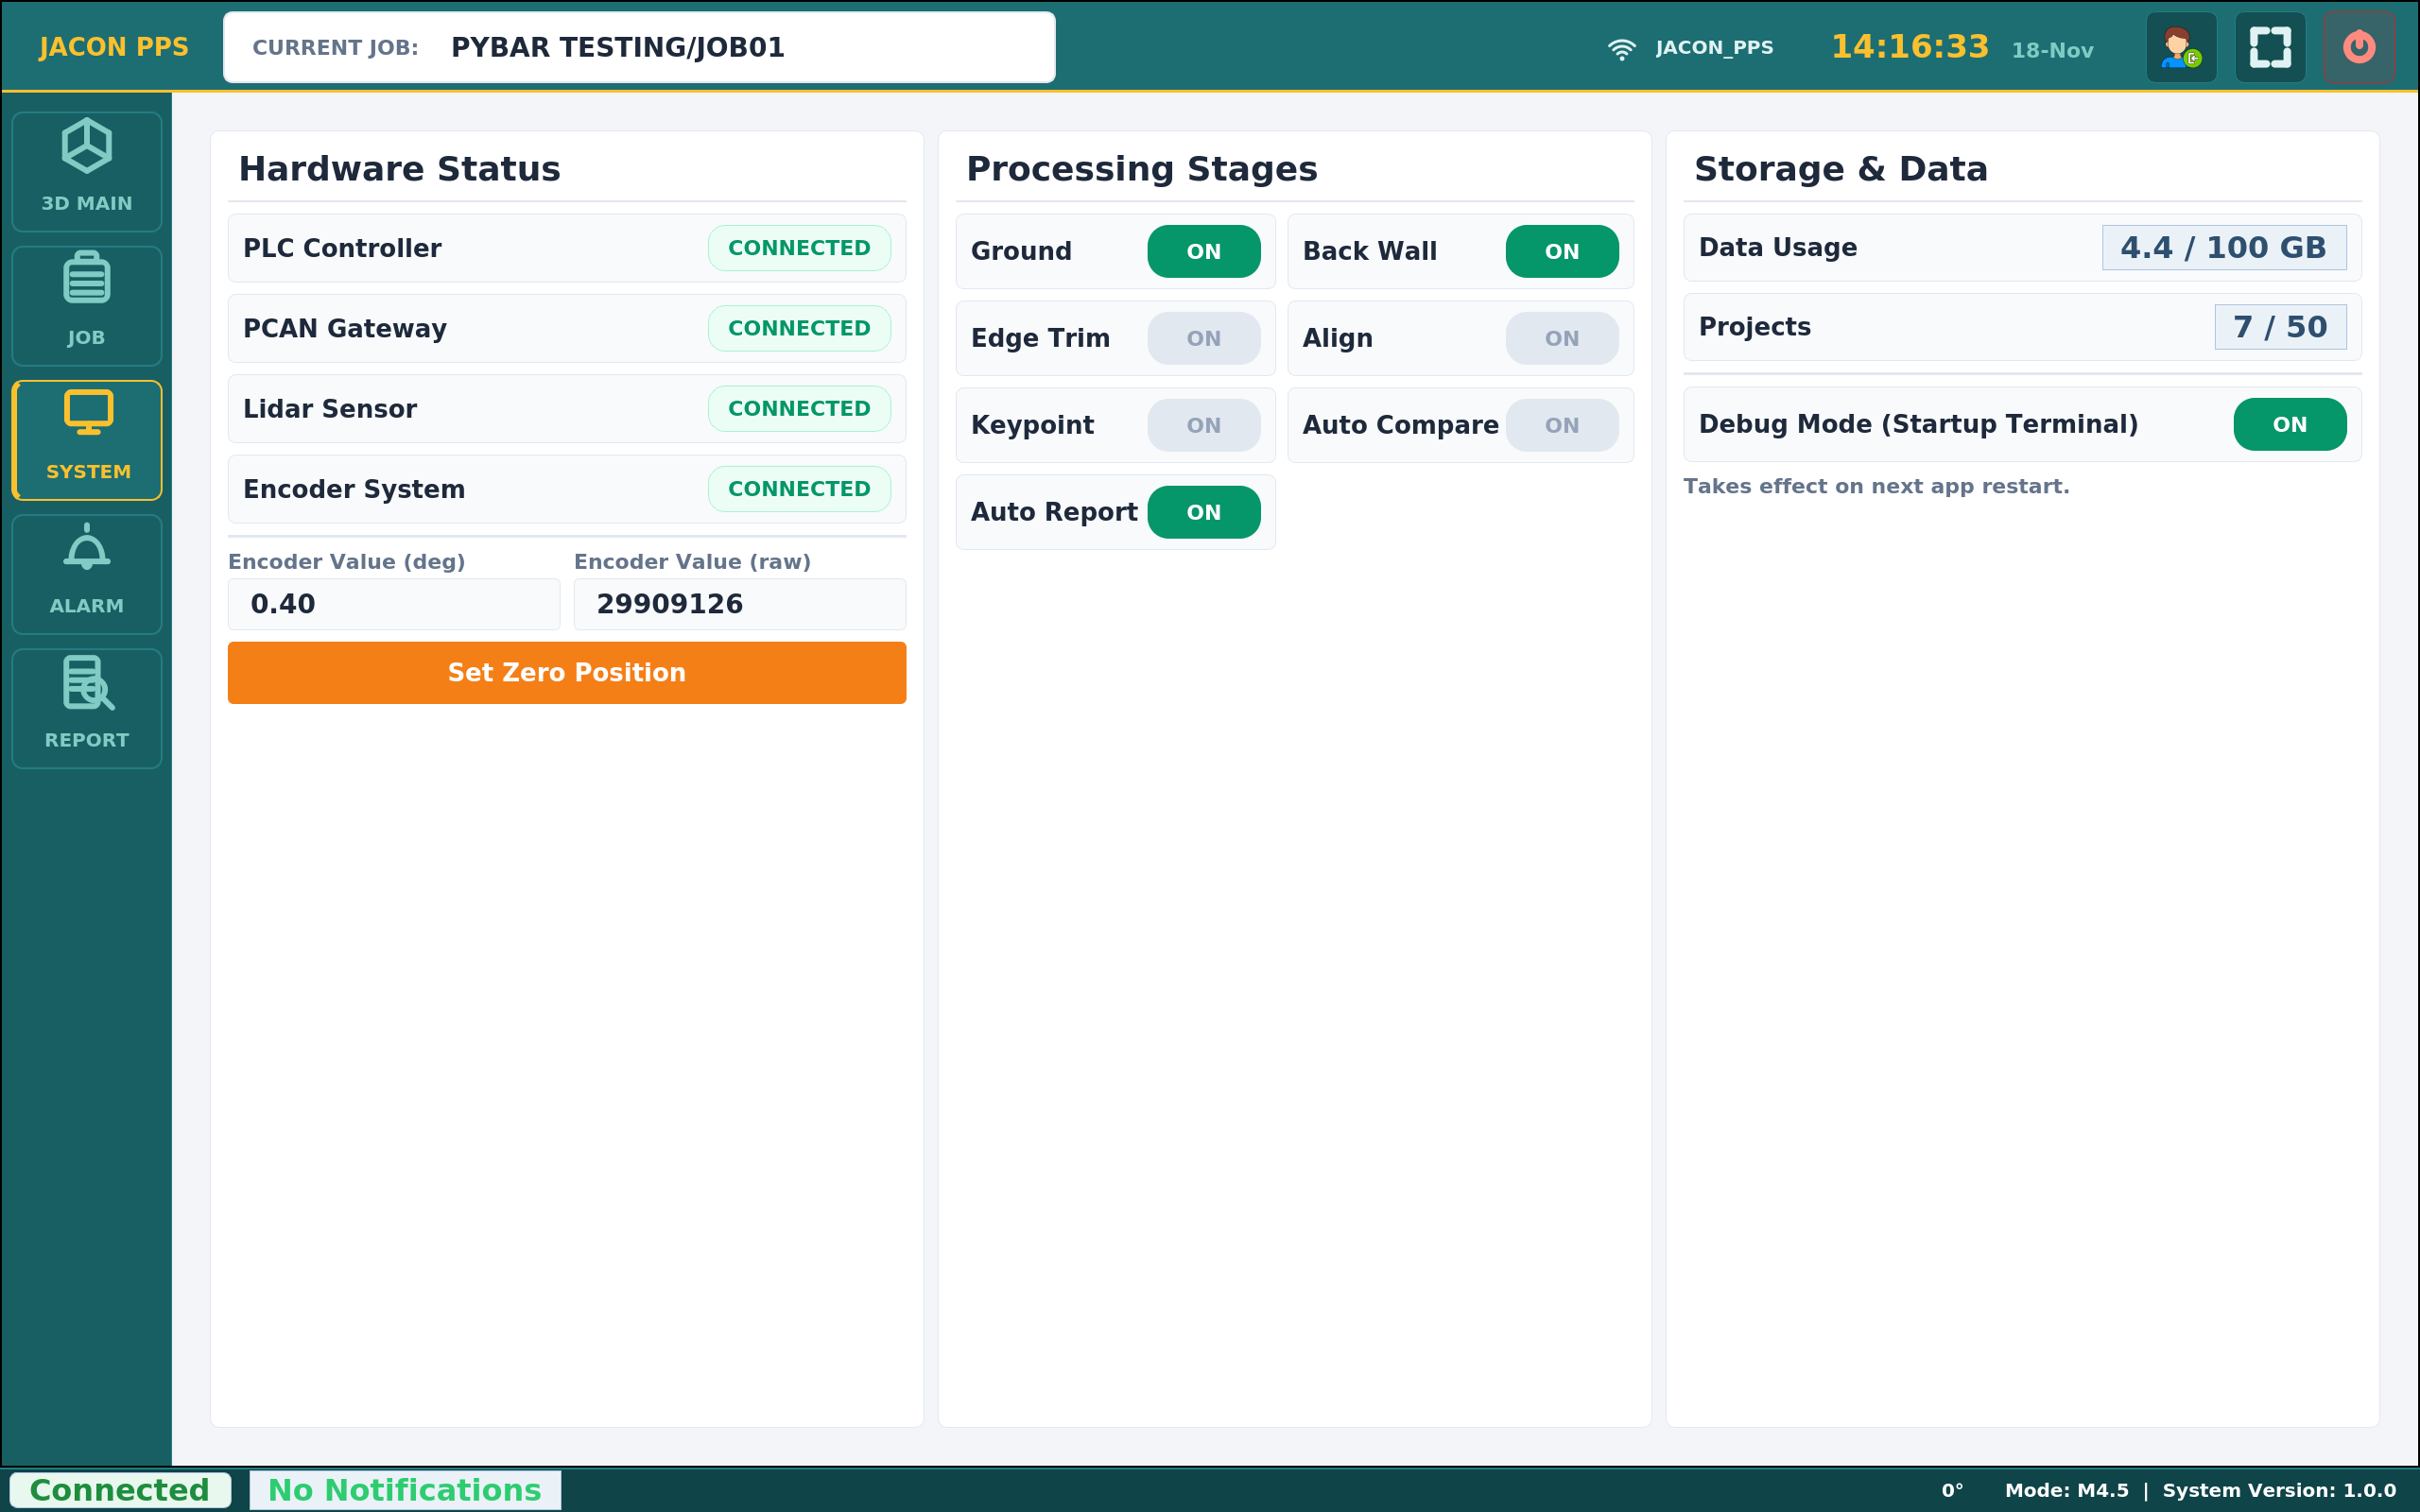 JACON PPS
CURRENT JOB: PYBAR TESTING/JOB01
JACON_PPS
14:16:33 18-Nov
3D MAIN
JOB
SYSTEM
ALARM
REPORT
Hardware Status
PLC Controller CONNECTED
PCAN Gateway CONNECTED
Lidar Sensor CONNECTED
Encoder System CONNECTED
Encoder Value (deg) Encoder Value (raw)
0.40 29909126
Set Zero Position
Processing Stages
Ground ON Back Wall ON
Edge Trim ON Align ON
Keypoint ON Auto Compare ON
Auto Report ON
Storage & Data
Data Usage 4.4 / 100 GB
Projects 7 / 50
Debug Mode (Startup Terminal) ON
Takes effect on next app restart.
Connected No Notifications 0° Mode: M4.5 | System Version: 1.0.0